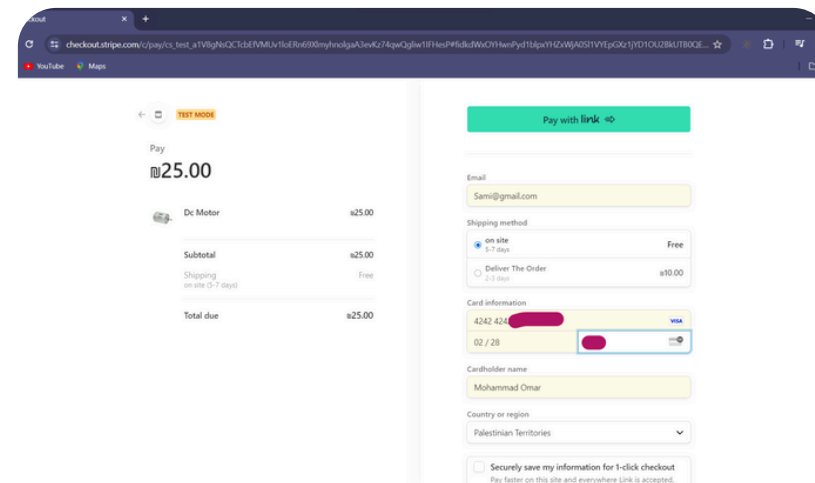 ckout
checkout.stripe.com/c/pay/cs_test_a1V8gNsQCTcbEfVMUv1loERn69XlmyhnolgaA3evKz74qwQgliw1IFHesP#fidkdWxOYHwnPyd1blpxYHZxWjA0Sl1VYEpGXz1jYD1OU2BkUTB0QE...
YouTube
Maps
TEST MODE
Pay
₪25.00
Dc Motor ₪25.00
Subtotal ₪25.00
Shipping Free
on site (5-7 days)
Total due ₪25.00
Pay with link
Email
Sami@gmail.com
Shipping method
on site Free
5-7 days
Deliver The Order ₪10.00
2-3 days
Card information
4242 424
VISA
02 / 28
Cardholder name
Mohammad Omar
Country or region
Palestinian Territories
Securely save my information for 1-click checkout
Pay faster on this site and everywhere Link is accepted.